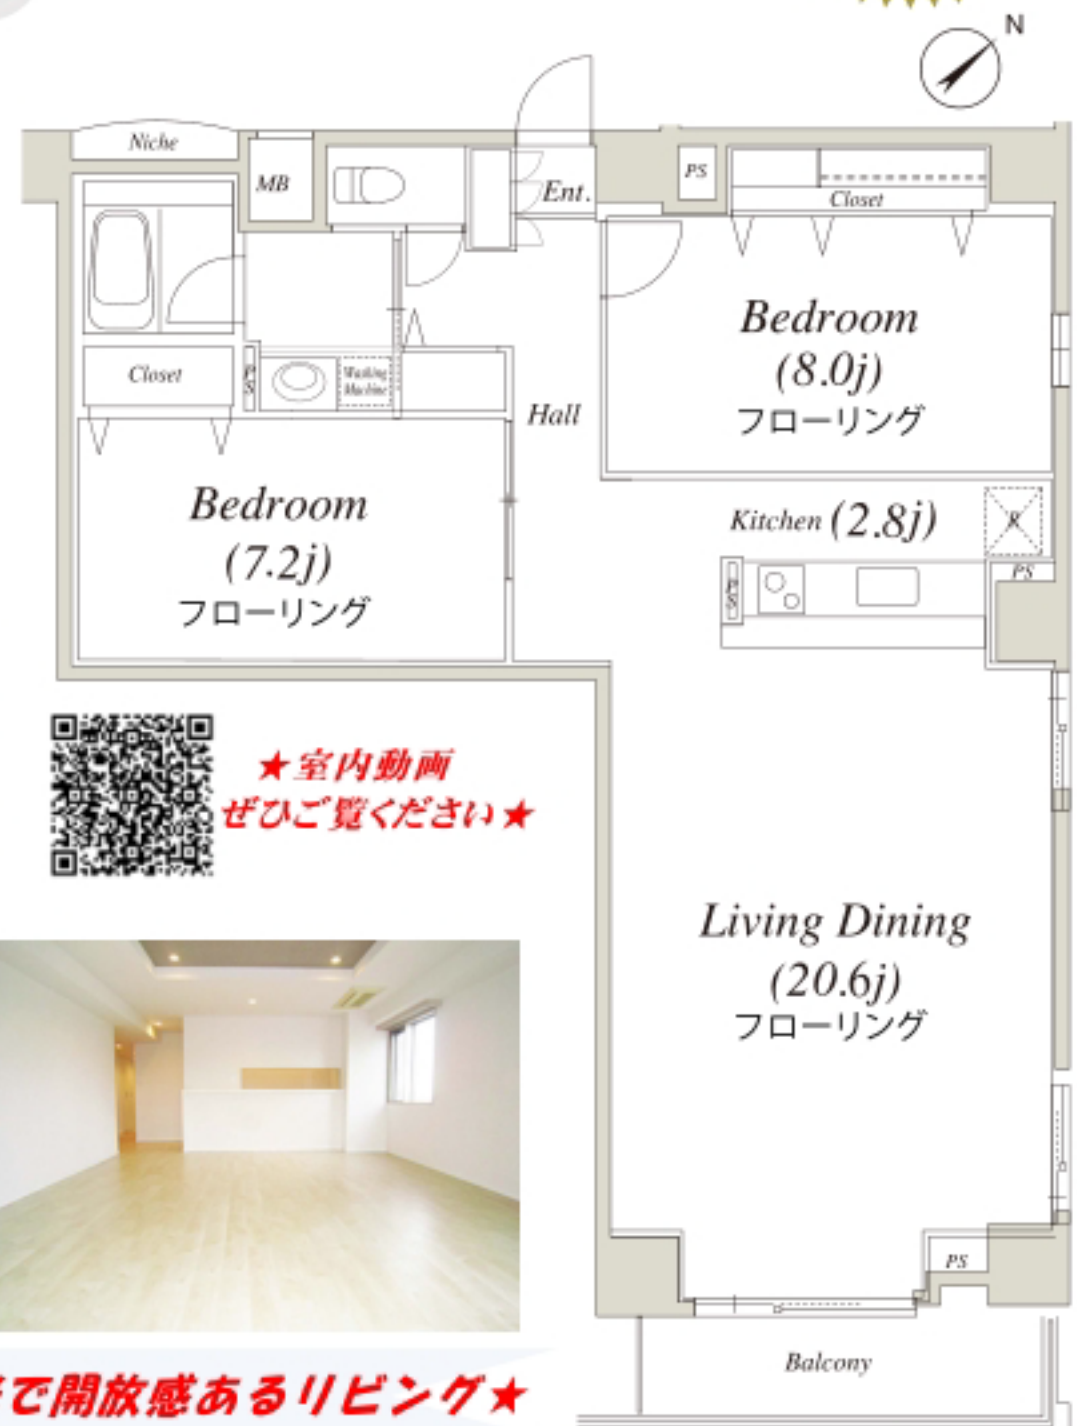 N
Niche
MB
Ent.
PS
Closet
Bedroom
(8.0j)
フローリング
Closet
PS
Washing
Machine
Hall
Bedroom
(7.2j)
フローリング
Kitchen (2.8j)
R
PS
PS
★室内動画
ぜひご覧ください★
Living Dining
(20.6j)
フローリング
PS
Balcony
で開放感あるリビング★